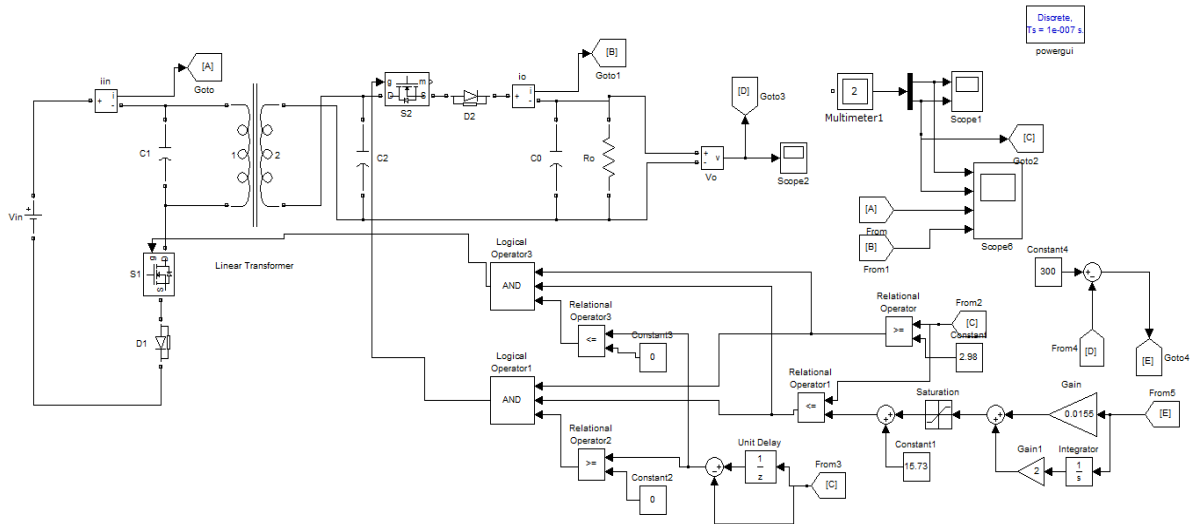 Discrete,
Ts = 1e-007 s.
powergui
iin
i
+
-
[A]
Goto
1
2
C1
Vin
+
Linear Transformer
g
D
S
S1
D1
C2
g
m
D
S
S2
D2
io
i
+
-
[B]
Goto1
C0
Ro
+
-
v
Vo
[D]
Goto3
Scope2
2
Multimeter1
Scope1
[C]
Goto2
[A]
From
[B]
From1
Scope6
Constant4
300
From4
[D]
[E]
Goto4
Logical
Operator3
AND
Relational
Operator3
<=
Constant3
0
Relational
Operator
>=
From2
[C]
Constant
2.98
Logical
Operator1
AND
Relational
Operator1
<=
Saturation
Constant1
15.73
Gain
0.0155
From5
[E]
Gain1
2
Integrator
1
s
Relational
Operator2
>=
Constant2
0
Unit Delay
1
z
From3
[C]